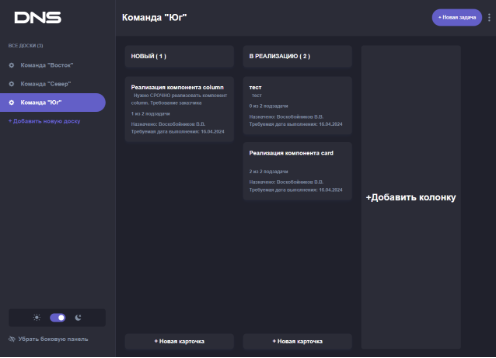 DNS
Команда "Юг"
+ Новая задача
ВСЕ ДОСКИ (3)
Команда "Восток"
Команда "Север"
Команда "Юг"
+ Добавить новую доску
НОВЫЙ ( 1 )
Реализация компонента column
Нужно СРОЧНО реализовать компонент
column. Требование заказчика
1 из 2 подзадачи
Назначено: Воскобойников В.В.
Требуемая дата выполнения: 15.04.2024
+ Новая карточка
В РЕАЛИЗАЦИЮ ( 2 )
тест
тест
0 из 2 подзадачи
Назначено: Воскобойников В.В.
Требуемая дата выполнения: 15.04.2024
Реализация компонента card
2 из 2 подзадачи
Назначено: Воскобойников В.В.
Требуемая дата выполнения: 15.04.2024
+ Новая карточка
+Добавить колонку
Убрать боковую панель